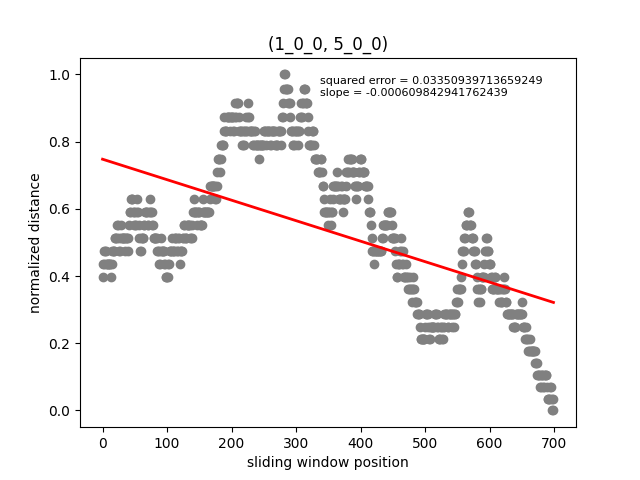 (1_0_0, 5_0_0)
squared error = 0.03350939713659249
slope = -0.000609842941762439
1.0
0.8
0.6
0.4
0.2
0.0
normalized distance
0 100 200 300 400 500 600 700
sliding window position